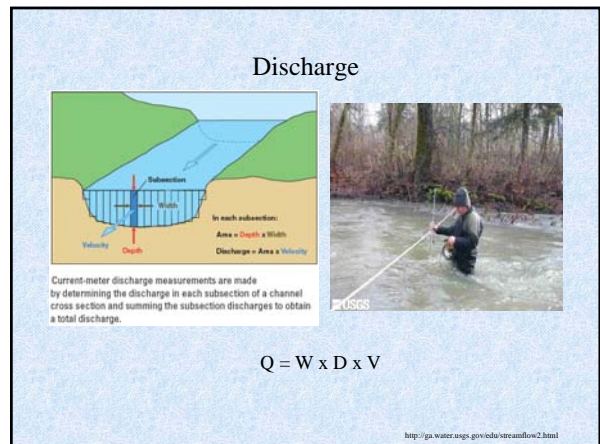 Discharge
Subsection
Width
Velocity
Depth
In each subsection:
Area = Depth x Width
Discharge = Area x Velocity
Current-meter discharge measurements are made
by determining the discharge in each subsection of a channel
cross section and summing the subsection discharges to obtain
a total discharge.
USGS
Q = W x D x V
http://ga.water.usgs.gov/edu/streamflow2.html